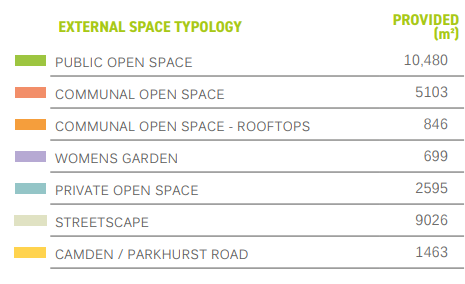 EXTERNAL SPACE TYPOLOGY PROVIDED
(m²)
PUBLIC OPEN SPACE 10,480
COMMUNAL OPEN SPACE 5103
COMMUNAL OPEN SPACE - ROOFTOPS 846
WOMENS GARDEN 699
PRIVATE OPEN SPACE 2595
STREETSCAPE 9026
CAMDEN / PARKHURST ROAD 1463